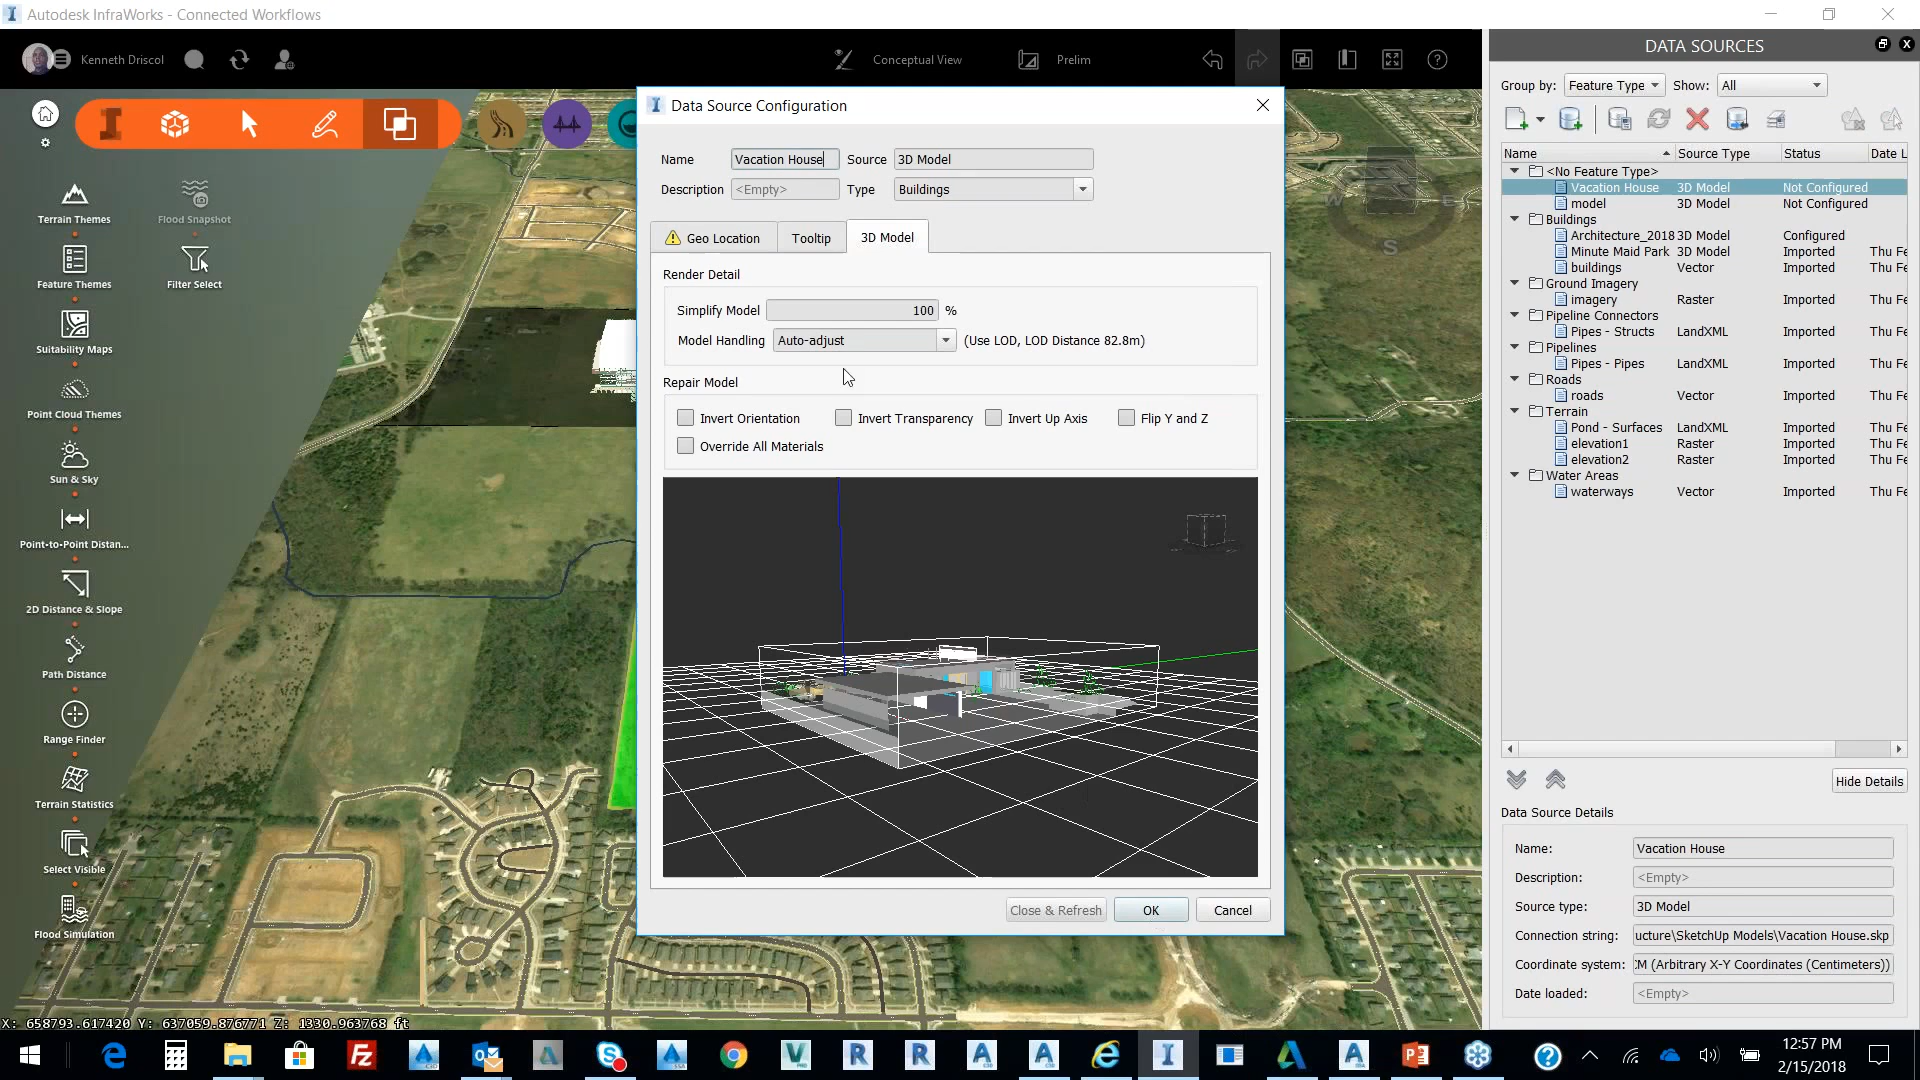 Autodesk InfraWorks - Connected Workflows
Kenneth Driscol
Conceptual View
Prelim
Terrain Themes
Flood Snapshot
Feature Themes
Filter Select
Suitability Maps
Point Cloud Themes
Sun & Sky
Point-to-Point Distan...
2D Distance & Slope
Path Distance
Range Finder
Terrain Statistics
Select Visible
Flood Simulation
X: 658793.617420 Y: 637059.876771 Z: 1330.963768 ft
W E
S
Data Source Configuration
Name Vacation House Source 3D Model
Description <Empty> Type Buildings
Geo Location Tooltip 3D Model
Render Detail
Simplify Model 100 %
Model Handling Auto-adjust (Use LOD, LOD Distance 82.8m)
Repair Model
Invert Orientation Invert Transparency Invert Up Axis Flip Y and Z
Override All Materials
Close & Refresh OK Cancel
DATA SOURCES
Group by: Feature Type Show: All
Name Source Type Status Date L
<No Feature Type>
Vacation House 3D Model Not Configured
model 3D Model Not Configured
Buildings
Architecture_2018 3D Model Configured
Minute Maid Park 3D Model Imported Thu Fe
buildings Vector Imported Thu Fe
Ground Imagery
imagery Raster Imported Thu Fe
Pipeline Connectors
Pipes - Structs LandXML Imported Thu Fe
Pipelines
Pipes - Pipes LandXML Imported Thu Fe
Roads
roads Vector Imported Thu Fe
Terrain
Pond - Surfaces LandXML Imported Thu Fe
elevation1 Raster Imported Thu Fe
elevation2 Raster Imported Thu Fe
Water Areas
waterways Vector Imported Thu Fe
Hide Details
Data Source Details
Name: Vacation House
Description: <Empty>
Source type: 3D Model
Connection string: ucture\SketchUp Models\Vacation House.skp
Coordinate system: :M (Arbitrary X-Y Coordinates (Centimeters))
Date loaded: <Empty>
12:57 PM
2/15/2018